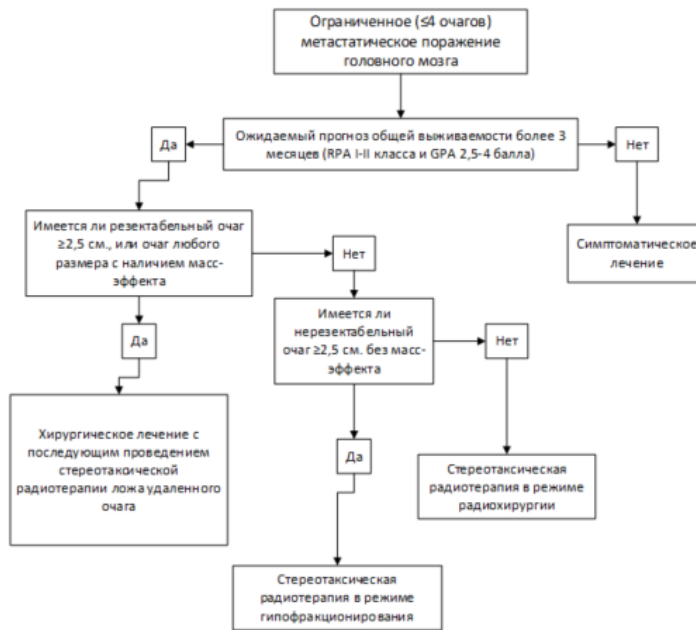 Ограниченное (≤4 очагов)
метастатическое поражение
головного мозга
Да
Ожидаемый прогноз общей выживаемости более 3
месяцев (RPA I-II класса и GPA 2,5-4 балла)
Нет
Имеется ли резектабельный очаг
≥2,5 см., или очаг любого
размера с наличием масс-
эффекта
Нет
Симптоматическое
лечение
Да
Имеется ли
нерезектабельный
очаг ≥2,5 см. без масс-
эффекта
Нет
Хирургическое лечение с
последующим проведением
стереотаксической
радиотерапии ложа удаленного
очага
Да
Стереотаксическая
радиотерапия в режиме
радиохирургии
Стереотаксическая
радиотерапия в режиме
гипофракционирования